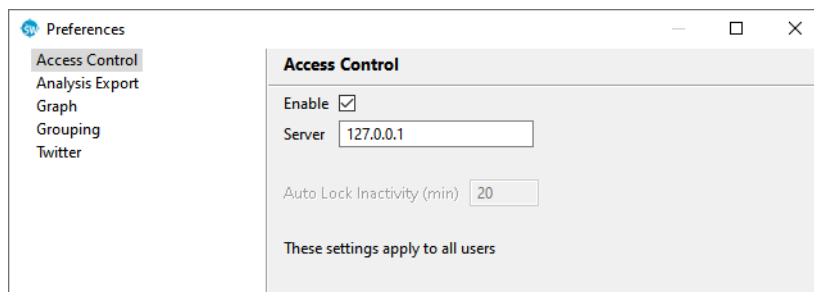 SW Preferences
Access Control
Analysis Export
Graph
Grouping
Twitter
Access Control
Enable
Server 127.0.0.1
Auto Lock Inactivity (min) 20
These settings apply to all users